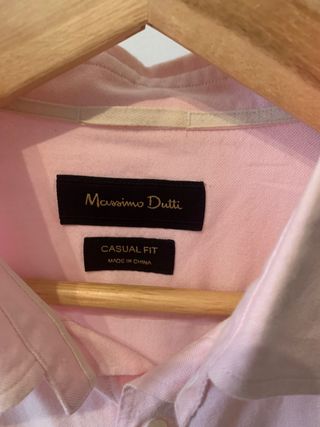 Massimo Dutti
CASUAL FIT
MADE IN CHINA